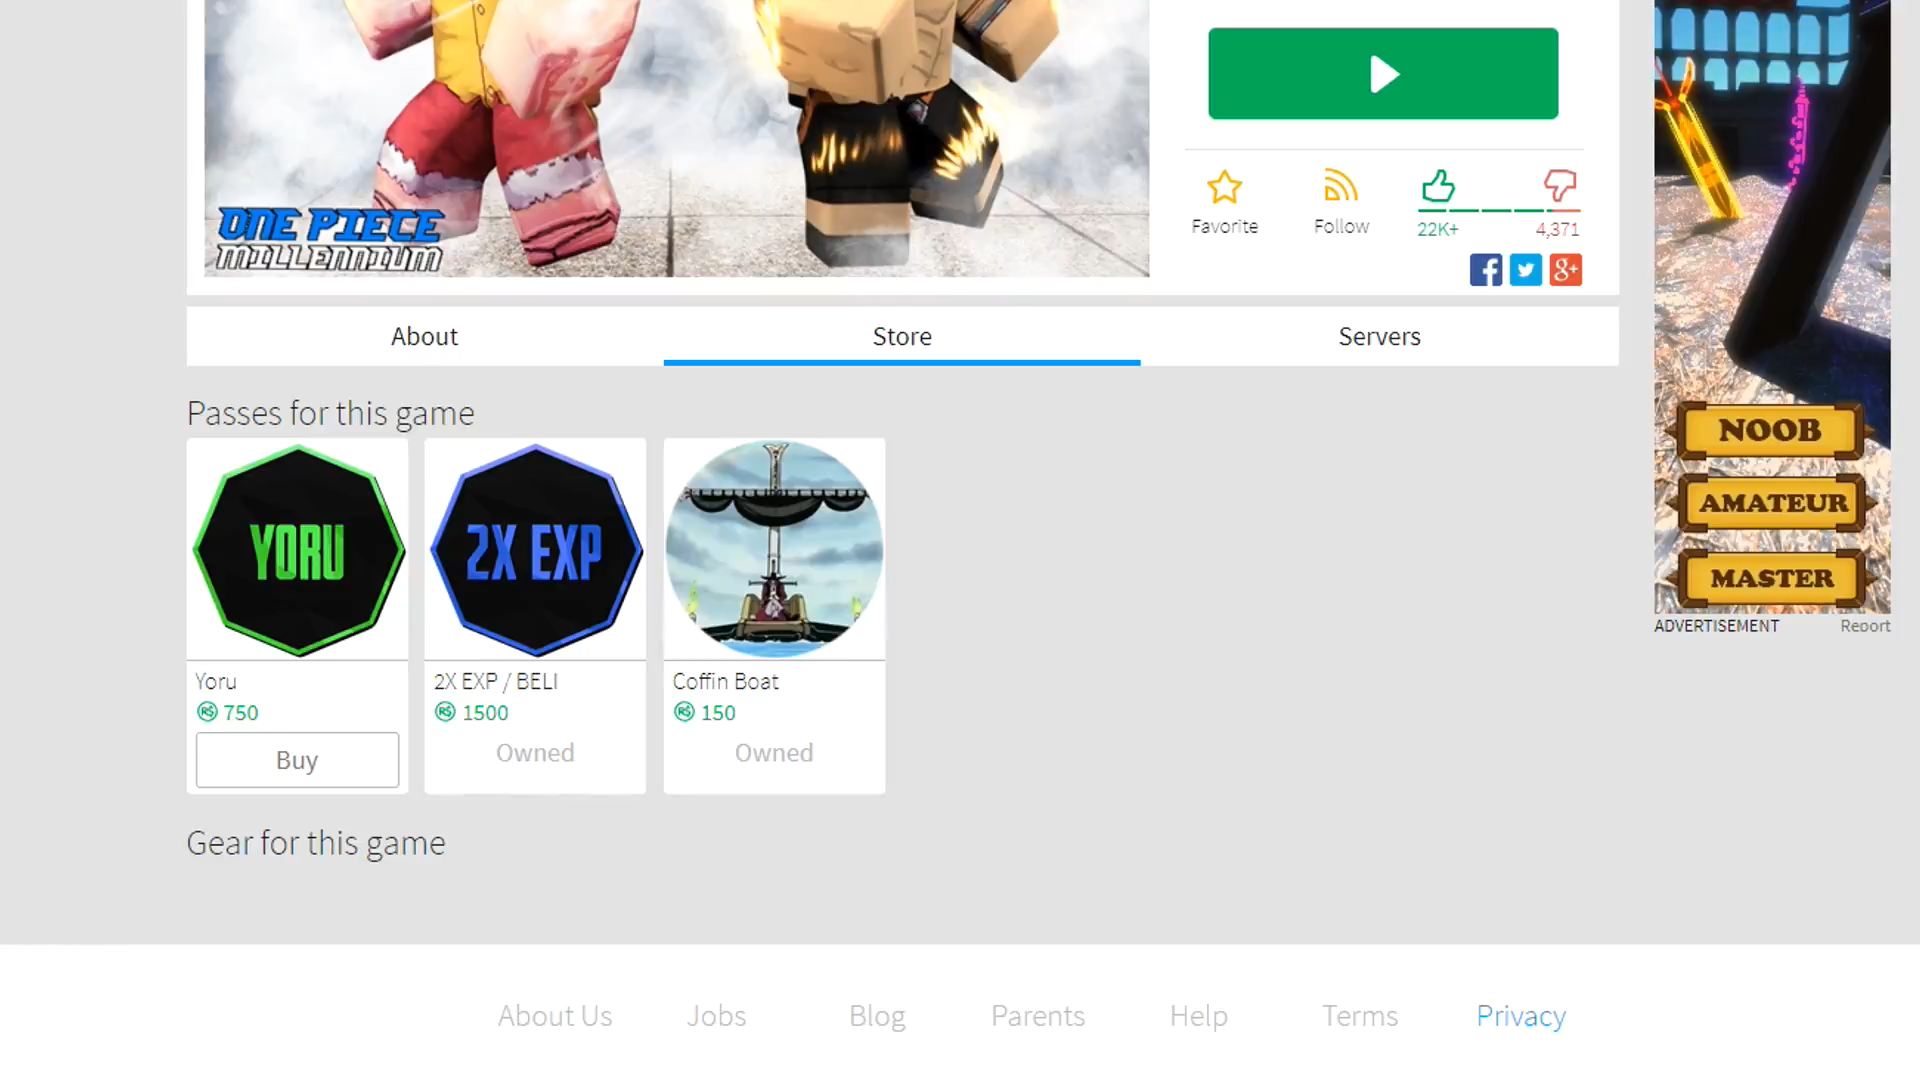 ONE PIECE
MILLENNIUM
Favorite
Follow
22K+
4,371
About
Store
Servers
Passes for this game
YORU
2X EXP
Yoru
R$ 750
Buy
2X EXP / BELI
R$ 1500
Owned
Coffin Boat
R$ 150
Owned
Gear for this game
NOOB
AMATEUR
MASTER
ADVERTISEMENT
Report
About Us
Jobs
Blog
Parents
Help
Terms
Privacy